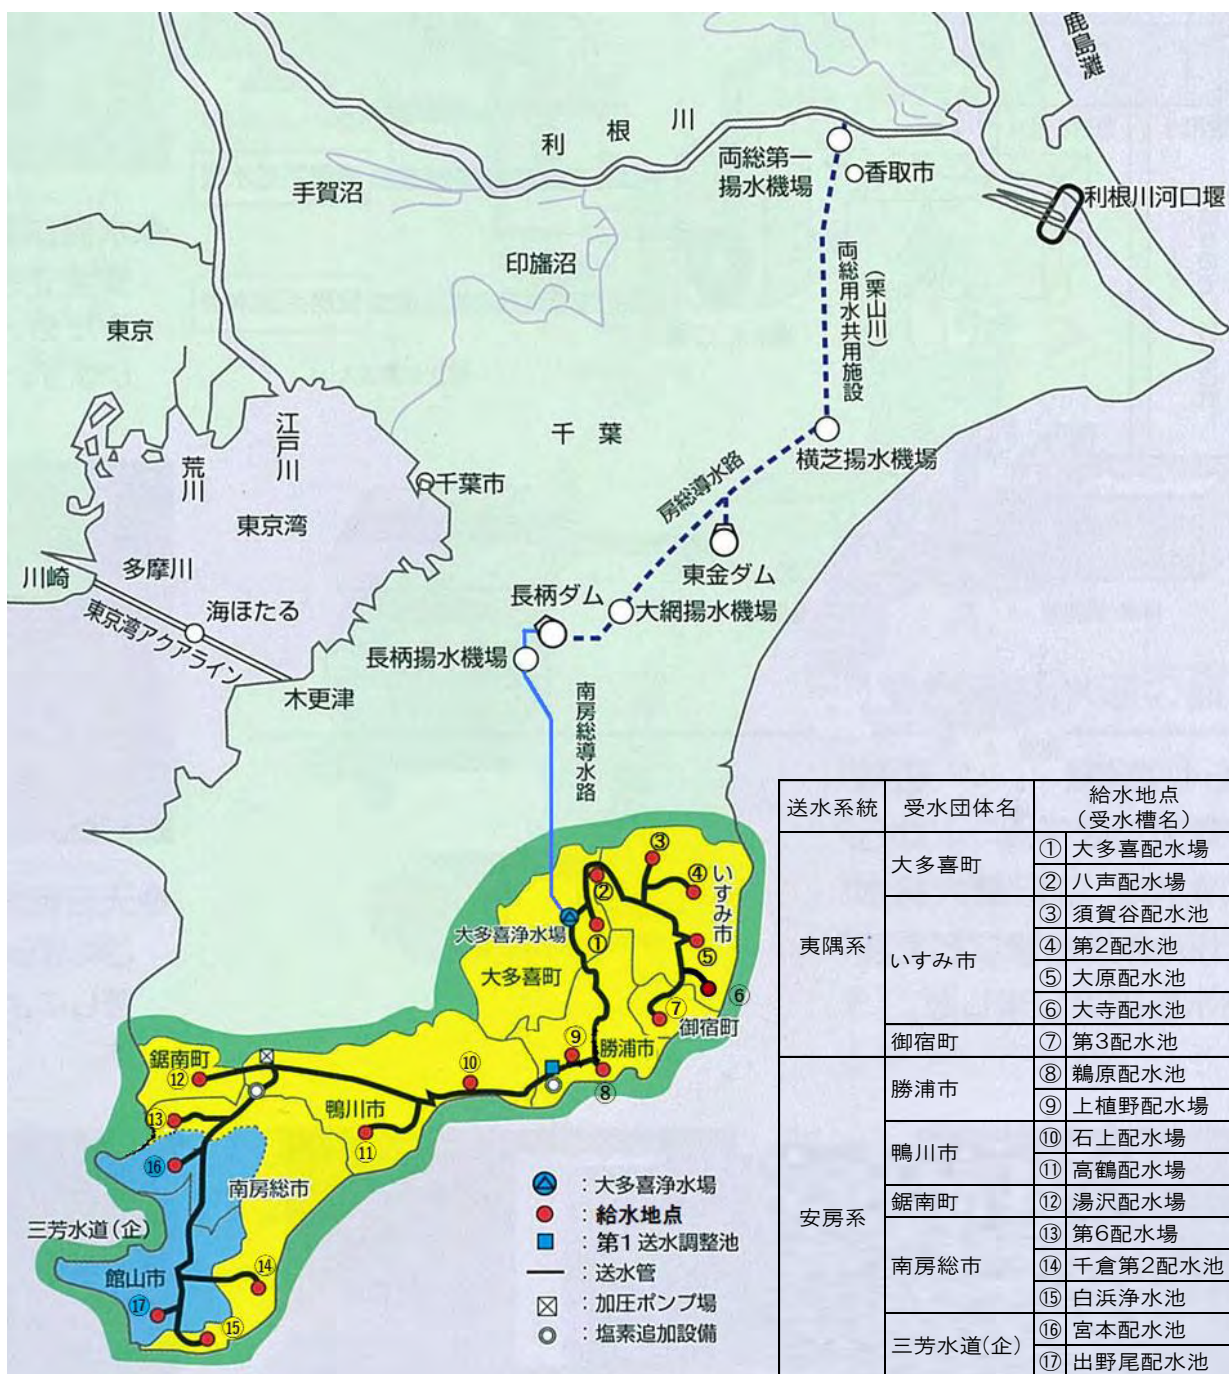 鹿島灘
利根川
両総第一
揚水機場
香取市
利根川河口堰
手賀沼
印旛沼
両総用水共用施設
(栗山川)
東京
江戸川
荒川
千葉
千葉市
横芝揚水機場
房総導水路
東京湾
多摩川
川崎
海ほたる
東京湾アクアライン
東金ダム
長柄ダム
大網揚水機場
長柄揚水機場
木更津
南房総導水路
③
④
②
いすみ市
大多喜浄水場
①
⑤
大多喜町
⑥
⑦
御宿町
⑨
勝浦市
⑧
⑩
鋸南町
⑫
鴨川市
⑬
⑪
⑯
南房総市
三芳水道(企)
館山市
⑭
⑰
⑮
:大多喜浄水場
:給水地点
:第1送水調整池
:送水管
:加圧ポンプ場
:塩素追加設備
送水系統 受水団体名 給水地点
(受水槽名)
夷隅系 大多喜町 ① 大多喜配水場
② 八声配水場
いすみ市 ③ 須賀谷配水池
④ 第2配水池
⑤ 大原配水池
⑥ 大寺配水池
御宿町 ⑦ 第3配水池
安房系 勝浦市 ⑧ 鵜原配水池
⑨ 上植野配水場
鴨川市 ⑩ 石上配水場
⑪ 高鶴配水場
鋸南町 ⑫ 湯沢配水場
南房総市 ⑬ 第6配水場
⑭ 千倉第2配水池
⑮ 白浜浄水池
三芳水道(企) ⑯ 宮本配水池
⑰ 出野尾配水池